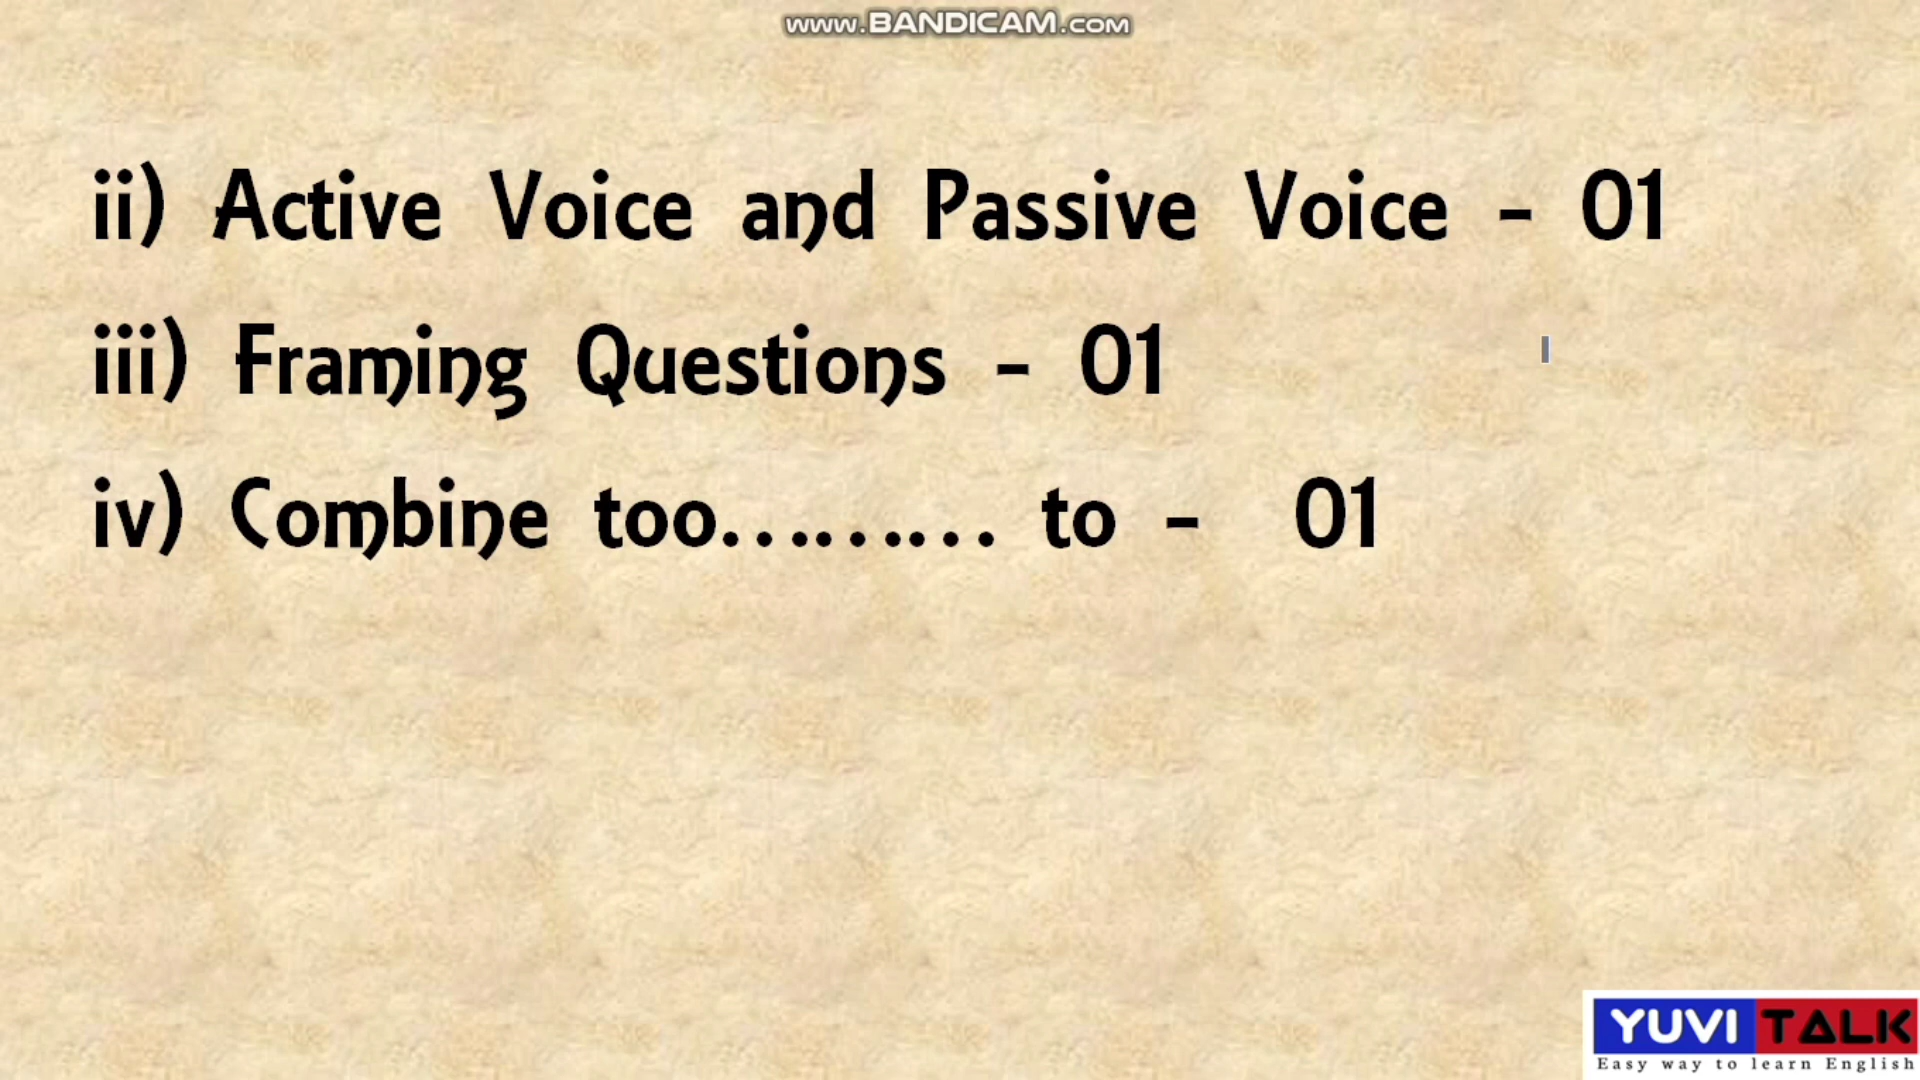 www.BANDICAM.com
ii) Active Voice and Passive Voice - 01
iii) Framing Questions - 01
iv) Combine too.......... to - 01
YUVI TALK
Easy way to learn English